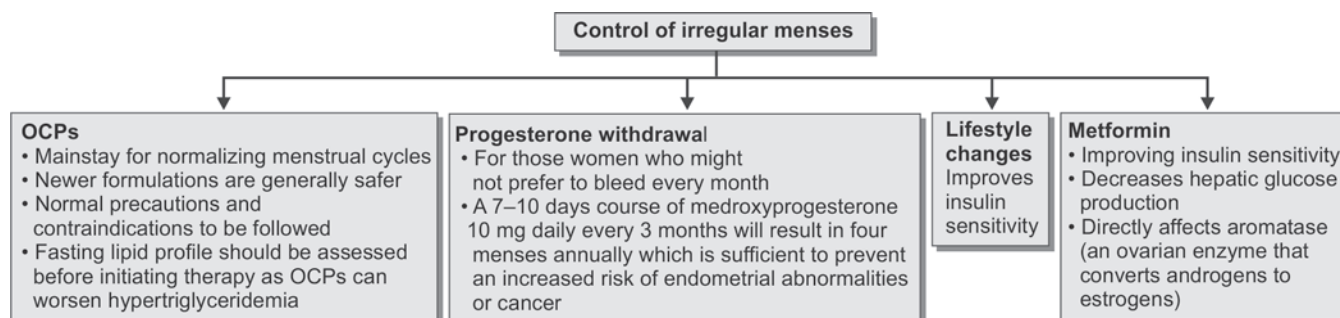 Control of irregular menses
OCPs
• Mainstay for normalizing menstrual cycles
• Newer formulations are generally safer
• Normal precautions and
contraindications to be followed
• Fasting lipid profile should be assessed
before initiating therapy as OCPs can
worsen hypertriglyceridemia
Progesterone withdrawal
• For those women who might
not prefer to bleed every month
• A 7–10 days course of medroxyprogesterone
10 mg daily every 3 months will result in four
menses annually which is sufficient to prevent
an increased risk of endometrial abnormalities
or cancer
Lifestyle
changes
Improves
insulin
sensitivity
Metformin
• Improving insulin sensitivity
• Decreases hepatic glucose
production
• Directly affects aromatase
(an ovarian enzyme that
converts androgens to
estrogens)